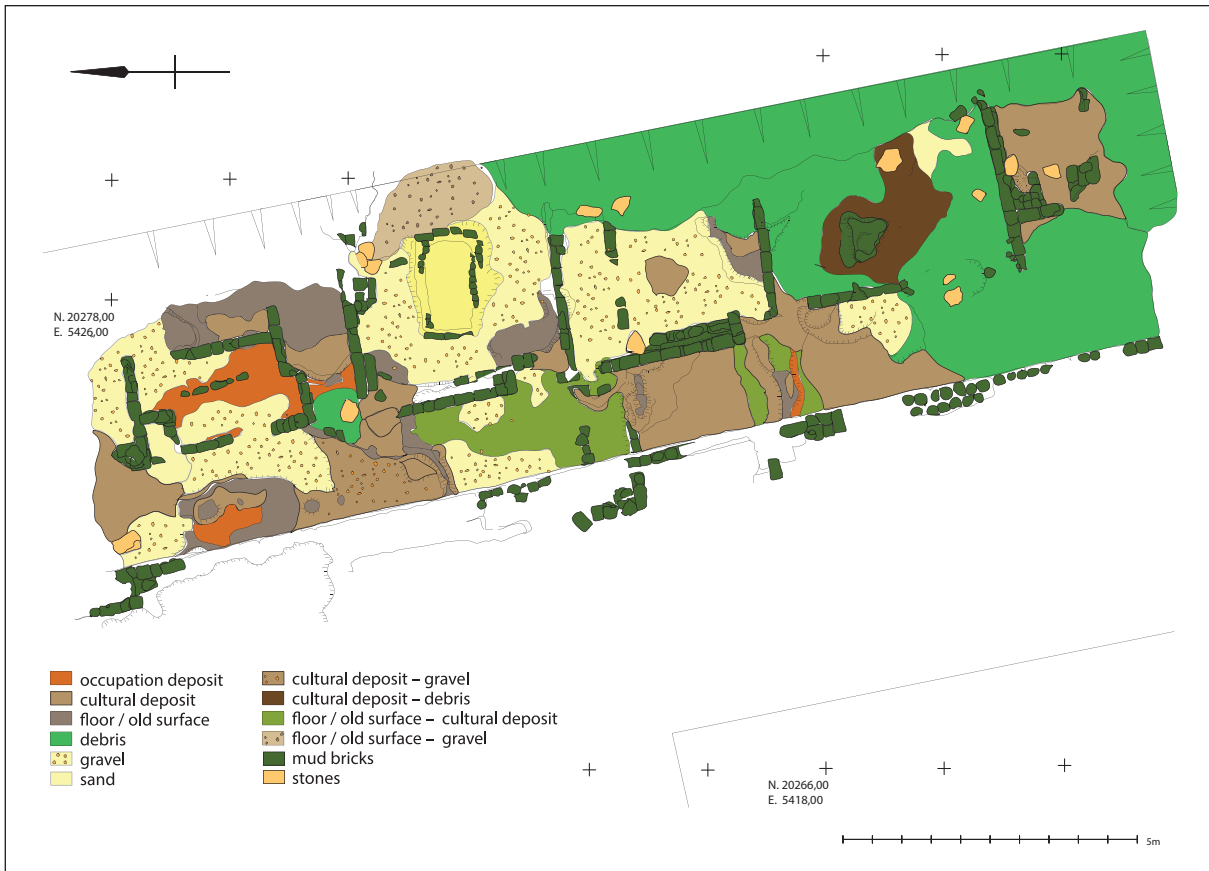 N. 20278,00
E. 5426,00
occupation deposit
cultural deposit
floor / old surface
debris
gravel
sand
cultural deposit – gravel
cultural deposit – debris
floor / old surface – cultural deposit
floor / old surface – gravel
mud bricks
stones
N. 20266,00
E. 5418,00
5m